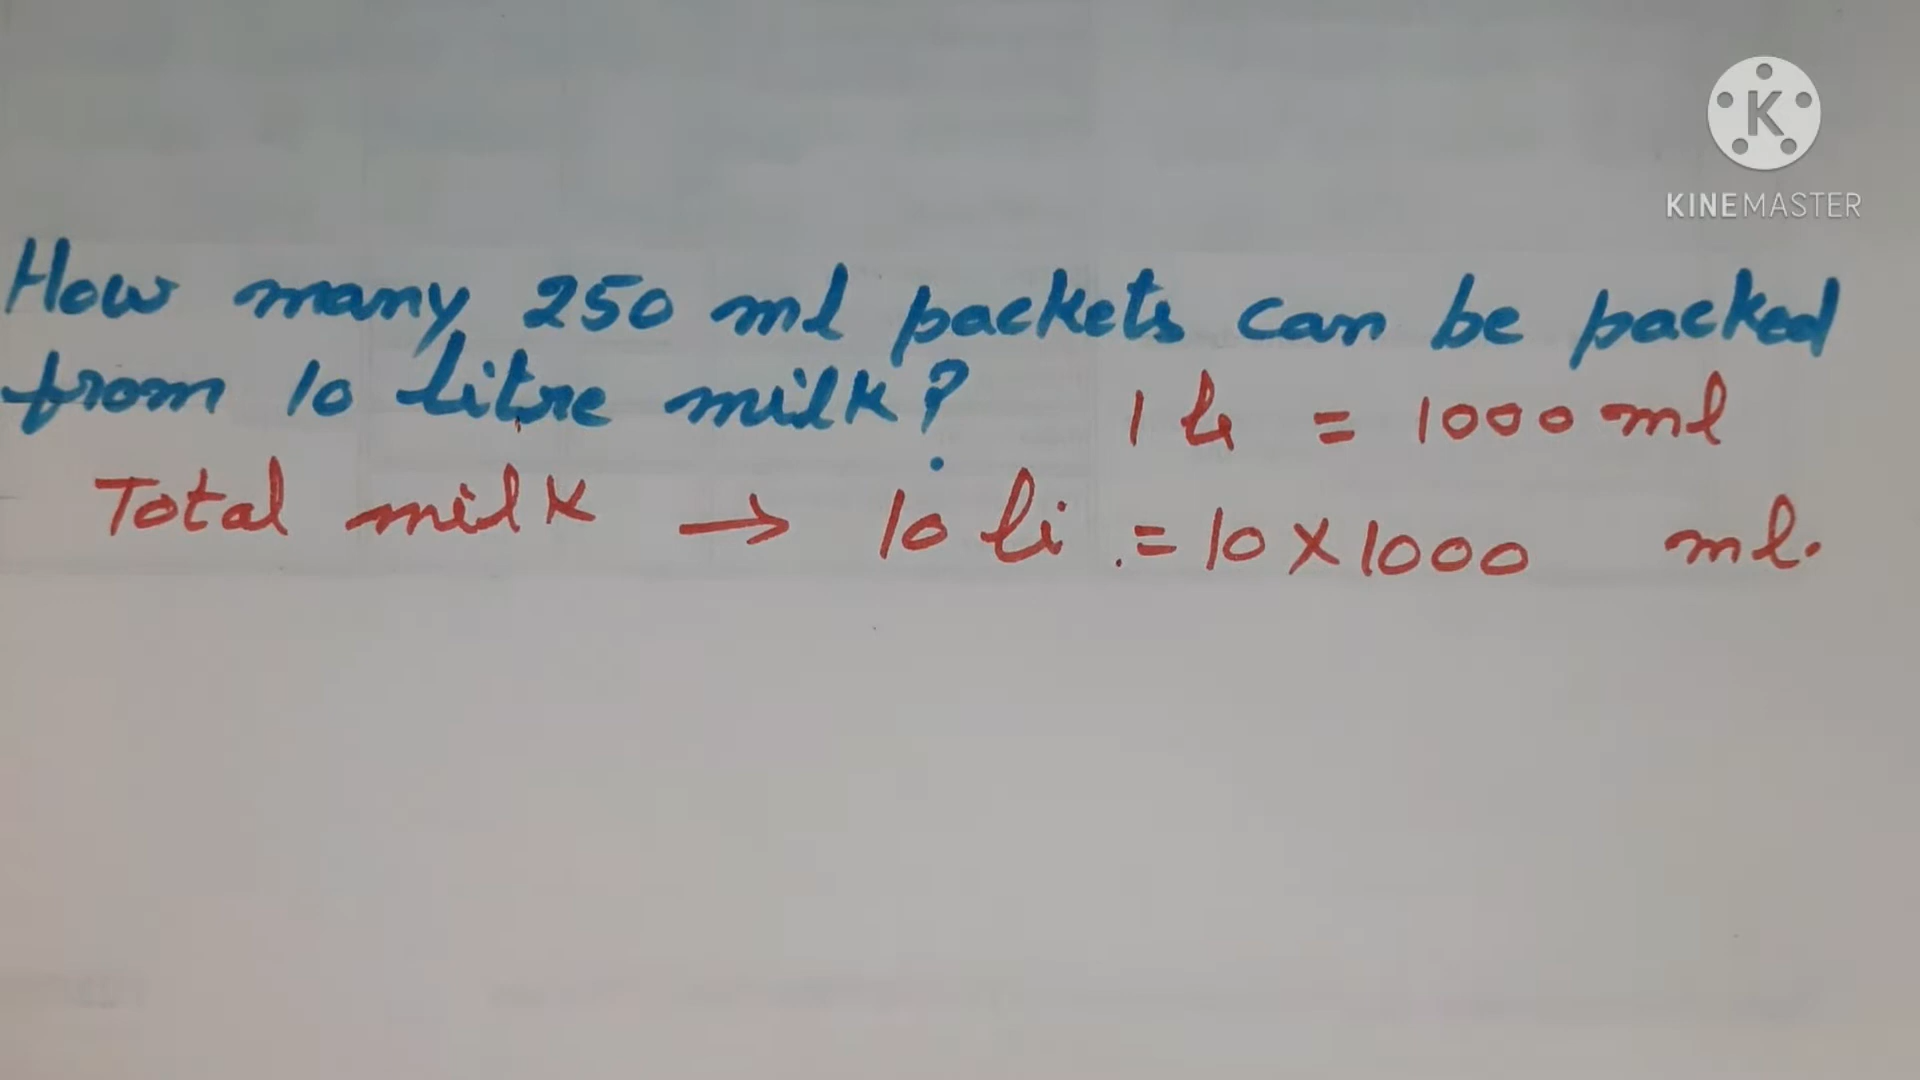 K
KINEMASTER
How many 250 ml packets can be packed
from 10 litre milk?
1 li = 1000 ml
Total milk → 10 li = 10 × 1000 ml.